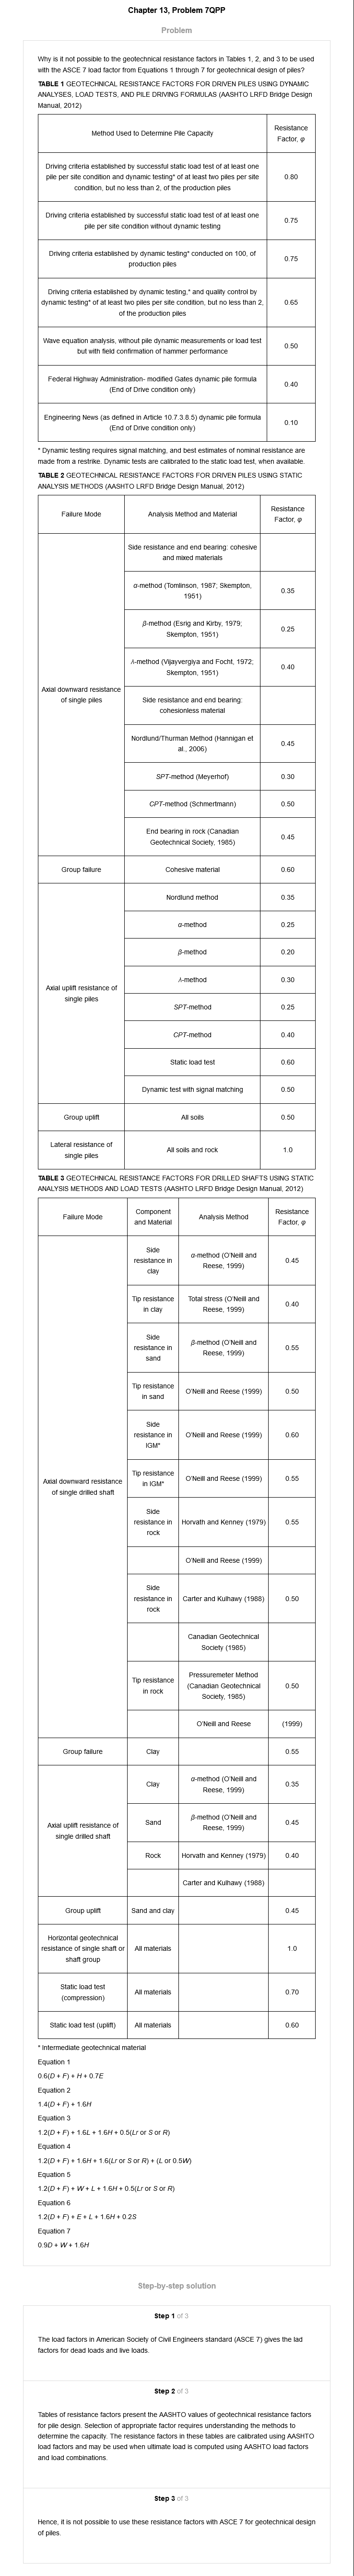 Chapter 13, Problem 7QPP
Problem
Why is it not possible to the geotechnical resistance factors in Tables 1, 2, and 3 to be used
with the ASCE 7 load factor from Equations 1 through 7 for geotechnical design of piles?
TABLE 1 GEOTECHNICAL RESISTANCE FACTORS FOR DRIVEN PILES USING DYNAMIC
ANALYSES, LOAD TESTS, AND PILE DRIVING FORMULAS (AASHTO LRFD Bridge Design
Manual, 2012)
Method Used to Determine Pile Capacity
Resistance
Factor, φ
Driving criteria established by successful static load test of at least one
pile per site condition and dynamic testing* of at least two piles per site
condition, but no less than 2, of the production piles
0.80
Driving criteria established by successful static load test of at least one
pile per site condition without dynamic testing
0.75
Driving criteria established by dynamic testing* conducted on 100, of
production piles
0.75
Driving criteria established by dynamic testing,* and quality control by
dynamic testing* of at least two piles per site condition, but no less than 2,
of the production piles
0.65
Wave equation analysis, without pile dynamic measurements or load test
but with field confirmation of hammer performance
0.50
Federal Highway Administration- modified Gates dynamic pile formula
(End of Drive condition only)
0.40
Engineering News (as defined in Article 10.7.3.8.5) dynamic pile formula
(End of Drive condition only)
0.10
* Dynamic testing requires signal matching, and best estimates of nominal resistance are
made from a restrike. Dynamic tests are calibrated to the static load test, when available.
TABLE 2 GEOTECHNICAL RESISTANCE FACTORS FOR DRIVEN PILES USING STATIC
ANALYSIS METHODS (AASHTO LRFD Bridge Design Manual, 2012)
Failure Mode
Analysis Method and Material
Resistance
Factor, φ
Axial downward resistance
of single piles
Side resistance and end bearing: cohesive
and mixed materials
α-method (Tomlinson, 1987; Skempton,
1951)
0.35
β-method (Esrig and Kirby, 1979;
Skempton, 1951)
0.25
λ-method (Vijayvergiya and Focht, 1972;
Skempton, 1951)
0.40
Side resistance and end bearing:
cohesionless material
Nordlund/Thurman Method (Hannigan et
al., 2006)
0.45
SPT-method (Meyerhof)
0.30
CPT-method (Schmertmann)
0.50
End bearing in rock (Canadian
Geotechnical Society, 1985)
0.45
Group failure
Cohesive material
0.60
Axial uplift resistance of
single piles
Nordlund method
0.35
α-method
0.25
β-method
0.20
λ-method
0.30
SPT-method
0.25
CPT-method
0.40
Static load test
0.60
Dynamic test with signal matching
0.50
Group uplift
All soils
0.50
Lateral resistance of
single piles
All soils and rock
1.0
TABLE 3 GEOTECHNICAL RESISTANCE FACTORS FOR DRILLED SHAFTS USING STATIC
ANALYSIS METHODS AND LOAD TESTS (AASHTO LRFD Bridge Design Manual, 2012)
Failure Mode
Component
and Material
Analysis Method
Resistance
Factor, φ
Axial downward resistance
of single drilled shaft
Side
resistance in
clay
α-method (O'Neill and
Reese, 1999)
0.45
Tip resistance
in clay
Total stress (O'Neill and
Reese, 1999)
0.40
Side
resistance in
sand
β-method (O'Neill and
Reese, 1999)
0.55
Tip resistance
in sand
O'Neill and Reese (1999)
0.50
Side
resistance in
IGM*
O'Neill and Reese (1999)
0.60
Tip resistance
in IGM*
O'Neill and Reese (1999)
0.55
Side
resistance in
rock
Horvath and Kenney (1979)
0.55
O'Neill and Reese (1999)
Side
resistance in
rock
Carter and Kulhawy (1988)
0.50
Canadian Geotechnical
Society (1985)
Tip resistance
in rock
Pressuremeter Method
(Canadian Geotechnical
Society, 1985)
0.50
O'Neill and Reese
(1999)
Group failure
Clay
0.55
Axial uplift resistance of
single drilled shaft
Clay
α-method (O'Neill and
Reese, 1999)
0.35
Sand
β-method (O'Neill and
Reese, 1999)
0.45
Rock
Horvath and Kenney (1979)
0.40
Carter and Kulhawy (1988)
Group uplift
Sand and clay
0.45
Horizontal geotechnical
resistance of single shaft or
shaft group
All materials
1.0
Static load test
(compression)
All materials
0.70
Static load test (uplift)
All materials
0.60
* Intermediate geotechnical material
Equation 1
0.6(D + F) + H + 0.7E
Equation 2
1.4(D + F) + 1.6H
Equation 3
1.2(D + F) + 1.6L + 1.6H + 0.5(Lr or S or R)
Equation 4
1.2(D + F) + 1.6H + 1.6(Lr or S or R) + (L or 0.5W)
Equation 5
1.2(D + F) + W + L + 1.6H + 0.5(Lr or S or R)
Equation 6
1.2(D + F) + E + L + 1.6H + 0.2S
Equation 7
0.9D + W + 1.6H
Step-by-step solution
Step 1 of 3
The load factors in American Society of Civil Engineers standard (ASCE 7) gives the lad
factors for dead loads and live loads.
Step 2 of 3
Tables of resistance factors present the AASHTO values of geotechnical resistance factors
for pile design. Selection of appropriate factor requires understanding the methods to
determine the capacity. The resistance factors in these tables are calibrated using AASHTO
load factors and may be used when ultimate load is computed using AASHTO load factors
and load combinations.
Step 3 of 3
Hence, it is not possible to use these resistance factors with ASCE 7 for geotechnical design
of piles.